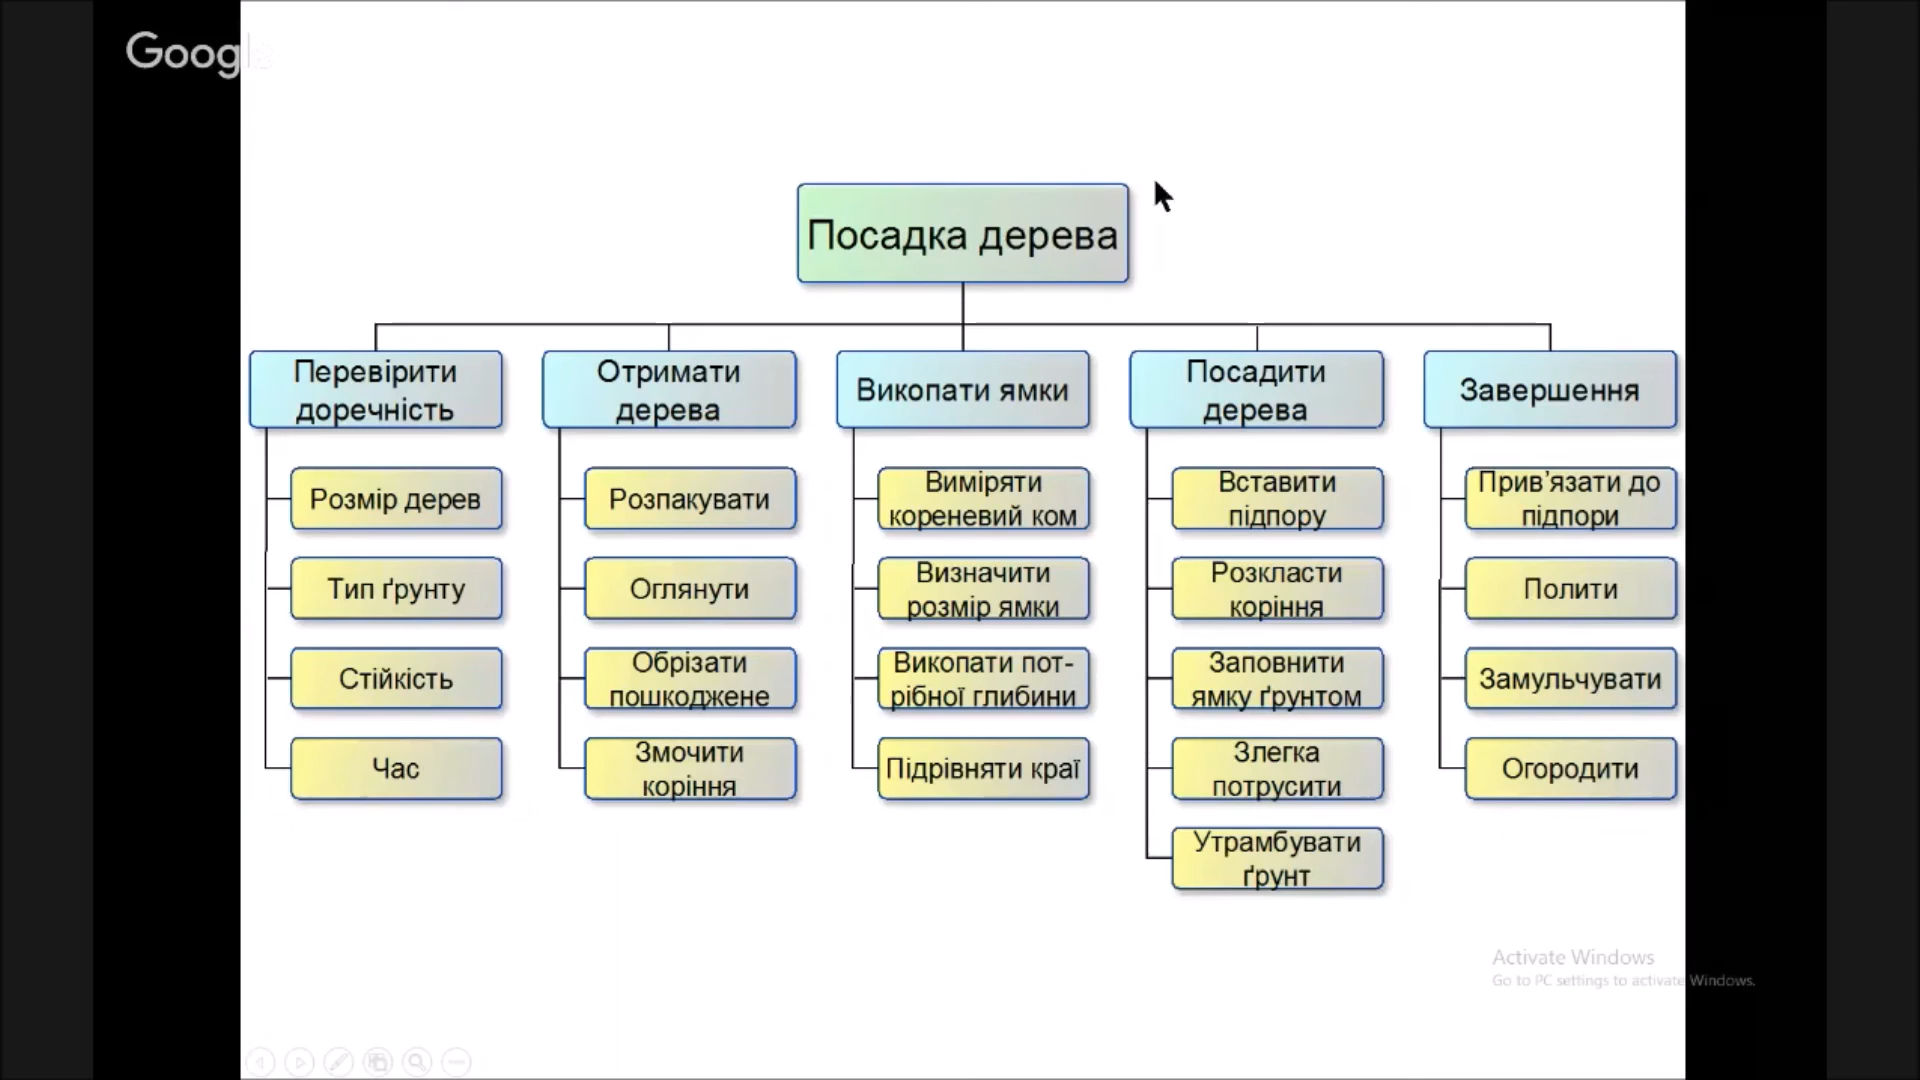 Google
Посадка дерева
Перевірити
доречність
Розмір дерев
Тип ґрунту
Стійкість
Час
Отримати
дерева
Розпакувати
Оглянути
Обрізати
пошкоджене
Змочити
коріння
Викопати ямки
Виміряти
кореневий ком
Визначити
розмір ямки
Викопати пот-
рібної глибини
Підрівняти краї
Посадити
дерева
Вставити
підпору
Розкласти
коріння
Заповнити
ямку ґрунтом
Злегка
потрусити
Утрамбувати
ґрунт
Завершення
Прив’язати до
підпори
Полити
Замульчувати
Огородити
Activate Windows
Go to PC settings to activate Windows.